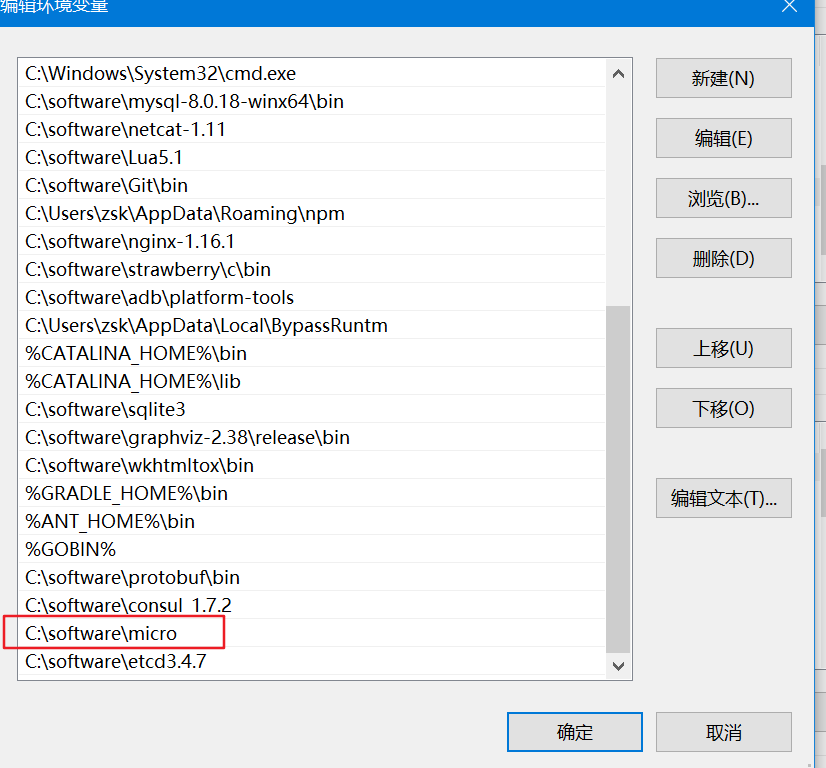 编辑环境变量
C:\Windows\System32\cmd.exe
C:\software\mysql-8.0.18-winx64\bin
C:\software\netcat-1.11
C:\software\Lua5.1
C:\software\Git\bin
C:\Users\zsk\AppData\Roaming\npm
C:\software\nginx-1.16.1
C:\software\strawberry\c\bin
C:\software\adb\platform-tools
C:\Users\zsk\AppData\Local\BypassRuntm
%CATALINA_HOME%\bin
%CATALINA_HOME%\lib
C:\software\sqlite3
C:\software\graphviz-2.38\release\bin
C:\software\wkhtmltox\bin
%GRADLE_HOME%\bin
%ANT_HOME%\bin
%GOBIN%
C:\software\protobuf\bin
C:\software\consul_1.7.2
C:\software\micro
C:\software\etcd3.4.7
新建(N)
编辑(E)
浏览(B)...
删除(D)
上移(U)
下移(O)
编辑文本(T)...
确定
取消